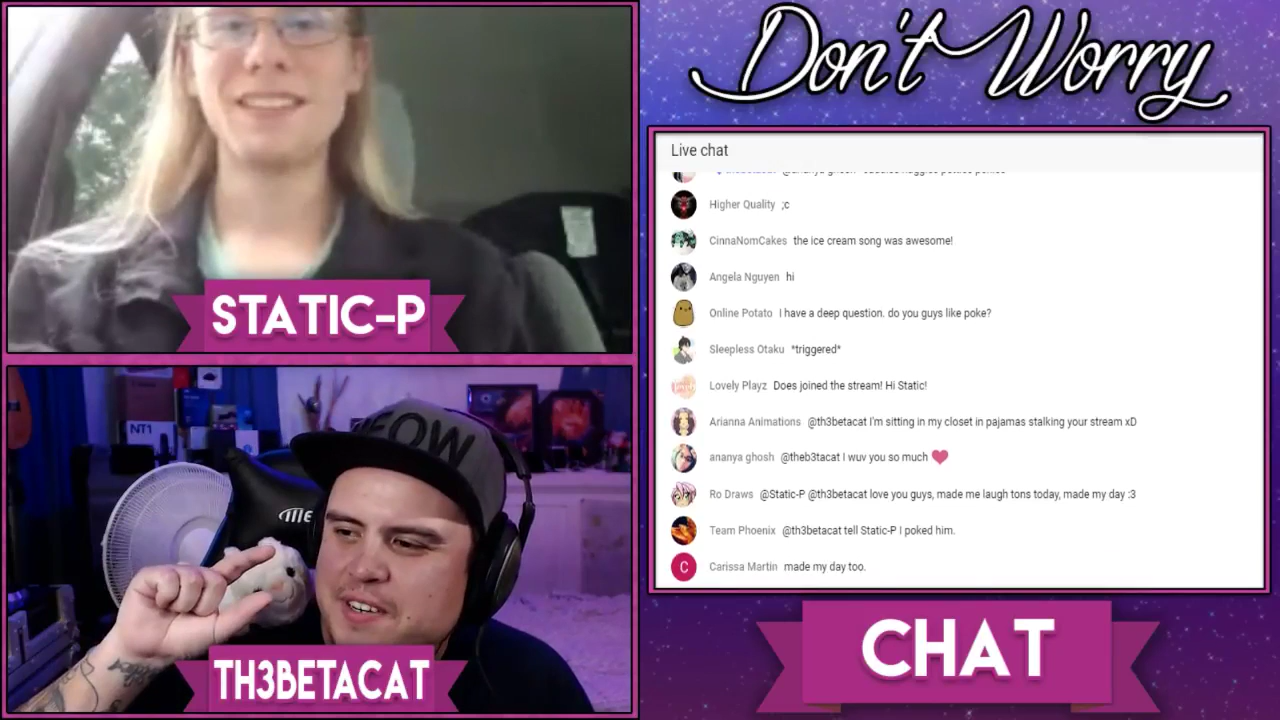 Don't Worry
Live chat
Higher Quality ;c
CinnaNomCakes the ice cream song was awesome!
Angela Nguyen hi
Online Potato I have a deep question. do you guys like poke?
Sleepless Otaku *triggered*
Lovely Playz Does joined the stream! Hi Static!
Arianna Animations @th3betacat I'm sitting in my closet in pajamas stalking your stream xD
ananya ghosh @theb3tacat I wuv you so much ❤
Ro Draws @Static-P @th3betacat love you guys, made me laugh tons today, made my day :3
Team Phoenix @th3betacat tell Static-P I poked him.
C
Carissa Martin made my day too.
CHAT
STATIC-P
NT1
MEOW
TH3BETACAT